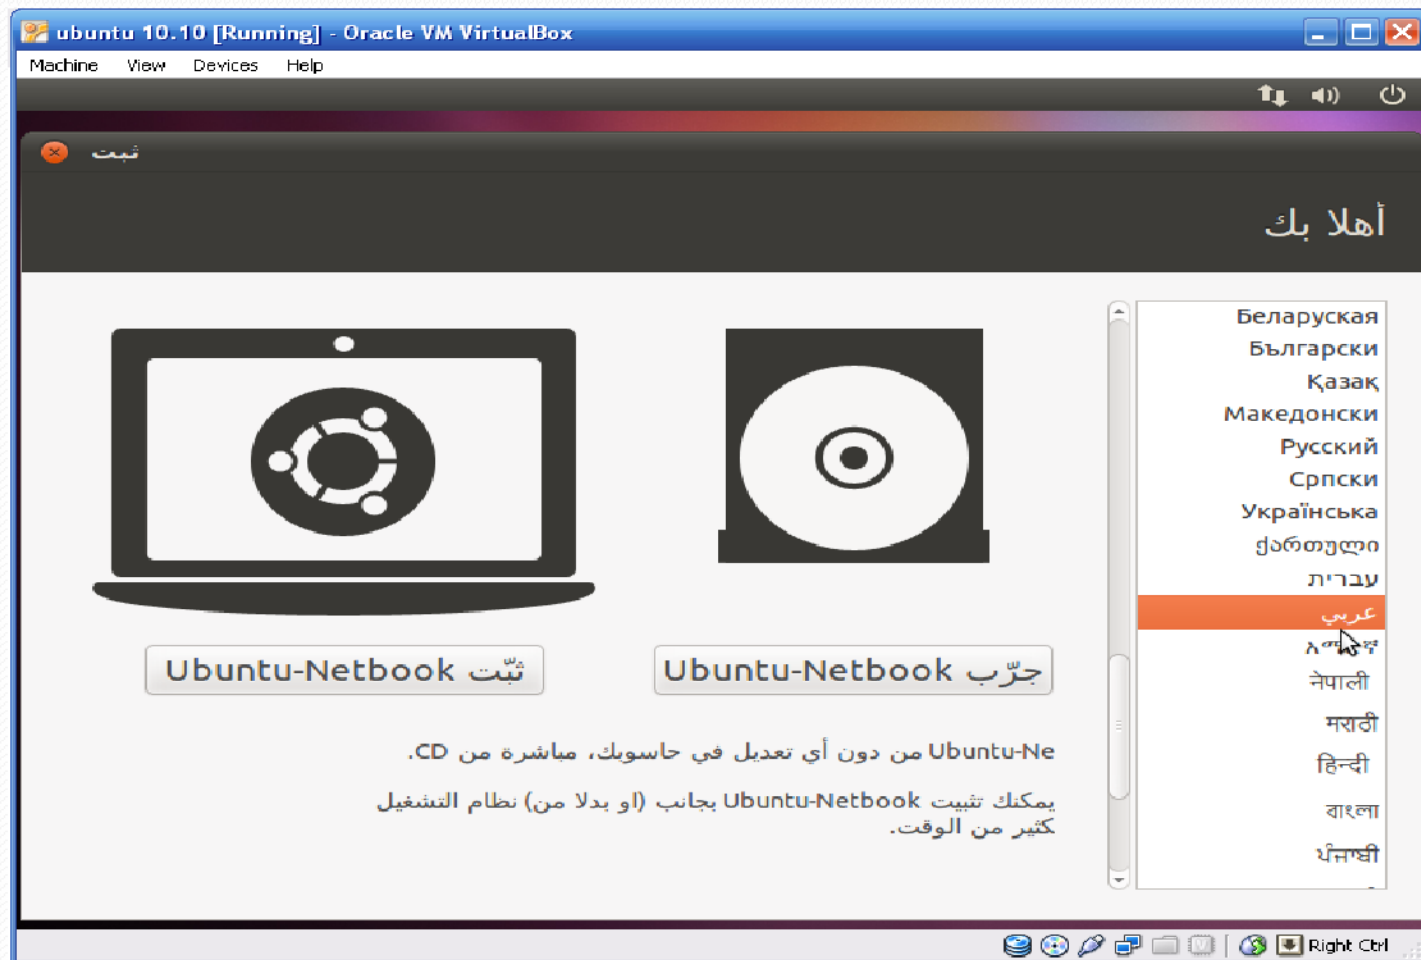 ubuntu 10.10 [Running] - Oracle VM VirtualBox
Machine View Devices Help
ثبت
أهلا بك
Беларуская
Български
Қазақ
Македонски
Русский
Српски
Українська
ქართული
עברית
عربي
नेपाली
मराठी
हिन्दी
বাংলা
ਪੰਜਾਬੀ
جرّب Ubuntu-Netbook
ثبّت Ubuntu-Netbook
Ubuntu-Ne من دون أي تعديل في حاسوبك، مباشرة من CD.
يمكنك تثبيت Ubuntu-Netbook بجانب (او بدلا من) نظام التشغيل
كثير من الوقت.
Right Ctrl